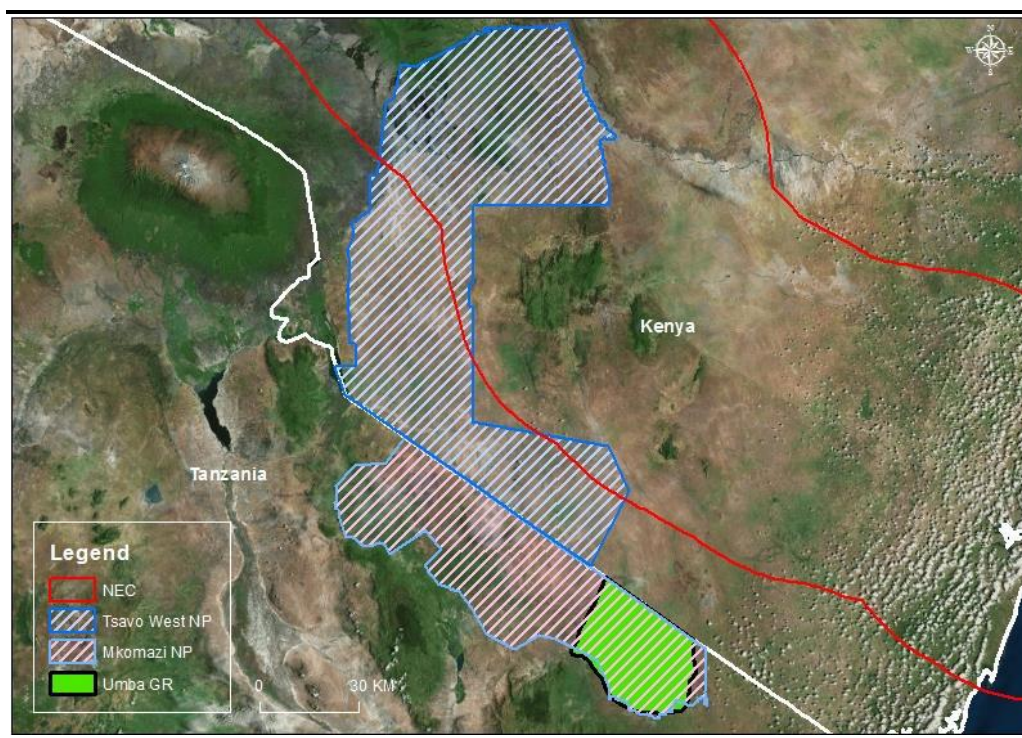 Kenya
Tanzania
Legend
NEC
Tsavo West NP
Mkomazi NP
Umba GR
0 30 KM